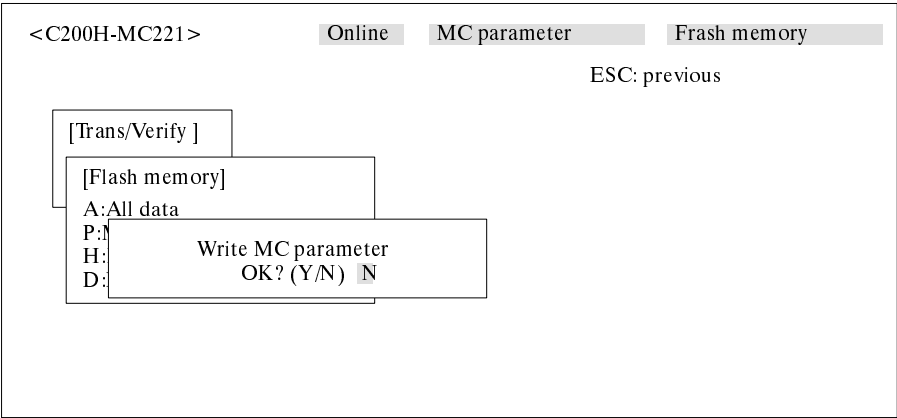 <C200H-MC221> Online MC parameter Frash memory
ESC: previous
[Trans/Verify ]
[Flash memory]
A:All data
P:
H:
D:
Write MC parameter
OK? (Y/N) N